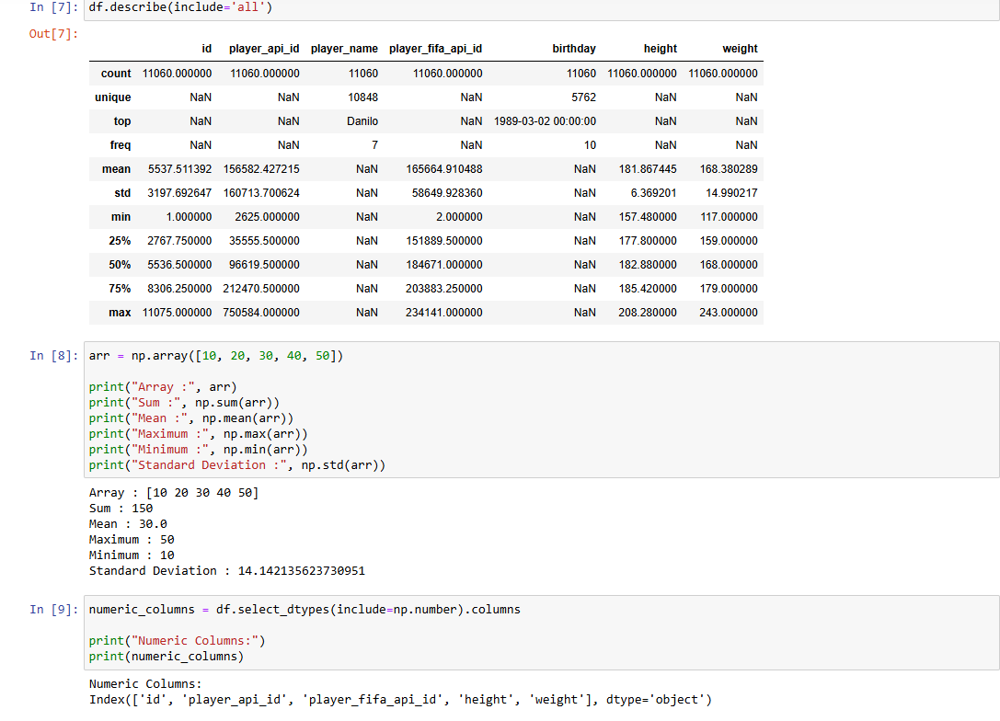 In [7]: df.describe(include='all')
Out[7]:
id player_api_id player_name player_fifa_api_id birthday height weight
count 11060.000000 11060.000000 11060 11060.000000 11060 11060.000000 11060.000000
unique NaN NaN 10848 NaN 5762 NaN NaN
top NaN NaN Danilo NaN 1989-03-02 00:00:00 NaN NaN
freq NaN NaN 7 NaN 10 NaN NaN
mean 5537.511392 156582.427215 NaN 165664.910488 NaN 181.867445 168.380289
std 3197.692647 160713.700624 NaN 58649.928360 NaN 6.369201 14.990217
min 1.000000 2625.000000 NaN 2.000000 NaN 157.480000 117.000000
25% 2767.750000 35555.500000 NaN 151889.500000 NaN 177.800000 159.000000
50% 5536.500000 96619.500000 NaN 184671.000000 NaN 182.880000 168.000000
75% 8306.250000 212470.500000 NaN 203883.250000 NaN 185.420000 179.000000
max 11075.000000 750584.000000 NaN 234141.000000 NaN 208.280000 243.000000
In [8]: arr = np.array([10, 20, 30, 40, 50])
print("Array :", arr)
print("Sum :", np.sum(arr))
print("Mean :", np.mean(arr))
print("Maximum :", np.max(arr))
print("Minimum :", np.min(arr))
print("Standard Deviation :", np.std(arr))
Array : [10 20 30 40 50]
Sum : 150
Mean : 30.0
Maximum : 50
Minimum : 10
Standard Deviation : 14.142135623730951
In [9]: numeric_columns = df.select_dtypes(include=np.number).columns
print("Numeric Columns:")
print(numeric_columns)
Numeric Columns:
Index(['id', 'player_api_id', 'player_fifa_api_id', 'height', 'weight'], dtype='object')